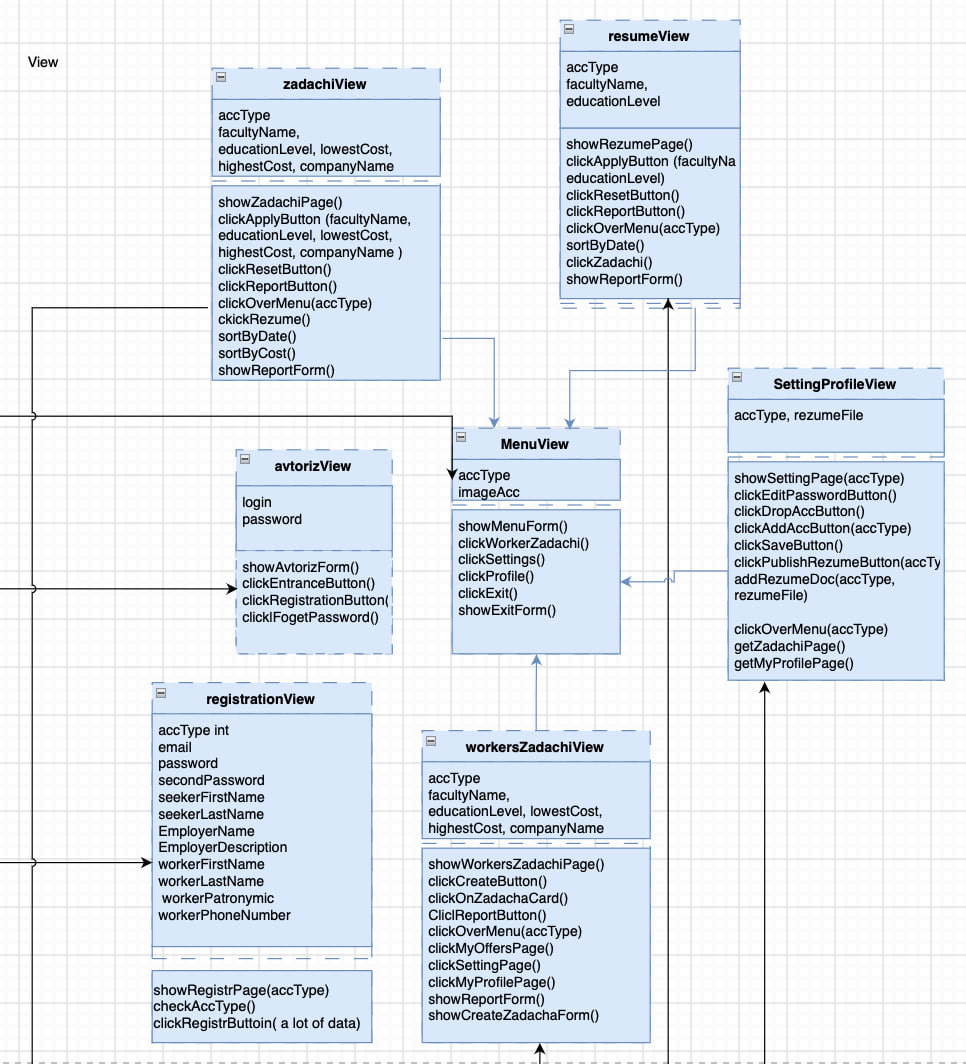 View
zadachiView
accType
facultyName,
educationLevel, lowestCost,
highestCost, companyName
showZadachiPage()
clickApplyButton (facultyName,
educationLevel, lowestCost,
highestCost, companyName )
clickResetButton()
clickReportButton()
clickOverMenu(accType)
ckickRezume()
sortByDate()
sortByCost()
showReportForm()
resumeView
accType
facultyName,
educationLevel
showRezumePage()
clickApplyButton (facultyNa
educationLevel)
clickResetButton()
clickReportButton()
clickOverMenu(accType)
sortByDate()
clickZadachi()
showReportForm()
SettingProfileView
accType, rezumeFile
showSettingPage(accType)
clickEditPasswordButton()
clickDropAccButton()
clickAddAccButton(accType)
clickSaveButton()
clickPublishRezumeButton(accTy
addRezumeDoc(accType,
rezumeFile)
clickOverMenu(accType)
getZadachiPage()
getMyProfilePage()
MenuView
accType
imageAcc
showMenuForm()
clickWorkerZadachi()
clickSettings()
clickProfile()
clickExit()
showExitForm()
avtorizView
login
password
showAvtorizForm()
clickEntranceButton()
clickRegistrationButton(
clicklFogetPassword()
registrationView
accType int
email
password
secondPassword
seekerFirstName
seekerLastName
EmployerName
EmployerDescription
workerFirstName
workerLastName
workerPatronymic
workerPhoneNumber
showRegistrPage(accType)
checkAccType()
clickRegistrButtoin( a lot of data)
workersZadachiView
accType
facultyName,
educationLevel, lowestCost,
highestCost, companyName
showWorkersZadachiPage()
clickCreateButton()
clickOnZadachaCard()
CliclReportButton()
clickOverMenu(accType)
clickMyOffersPage()
clickSettingPage()
clickMyProfilePage()
showReportForm()
showCreateZadachaForm()